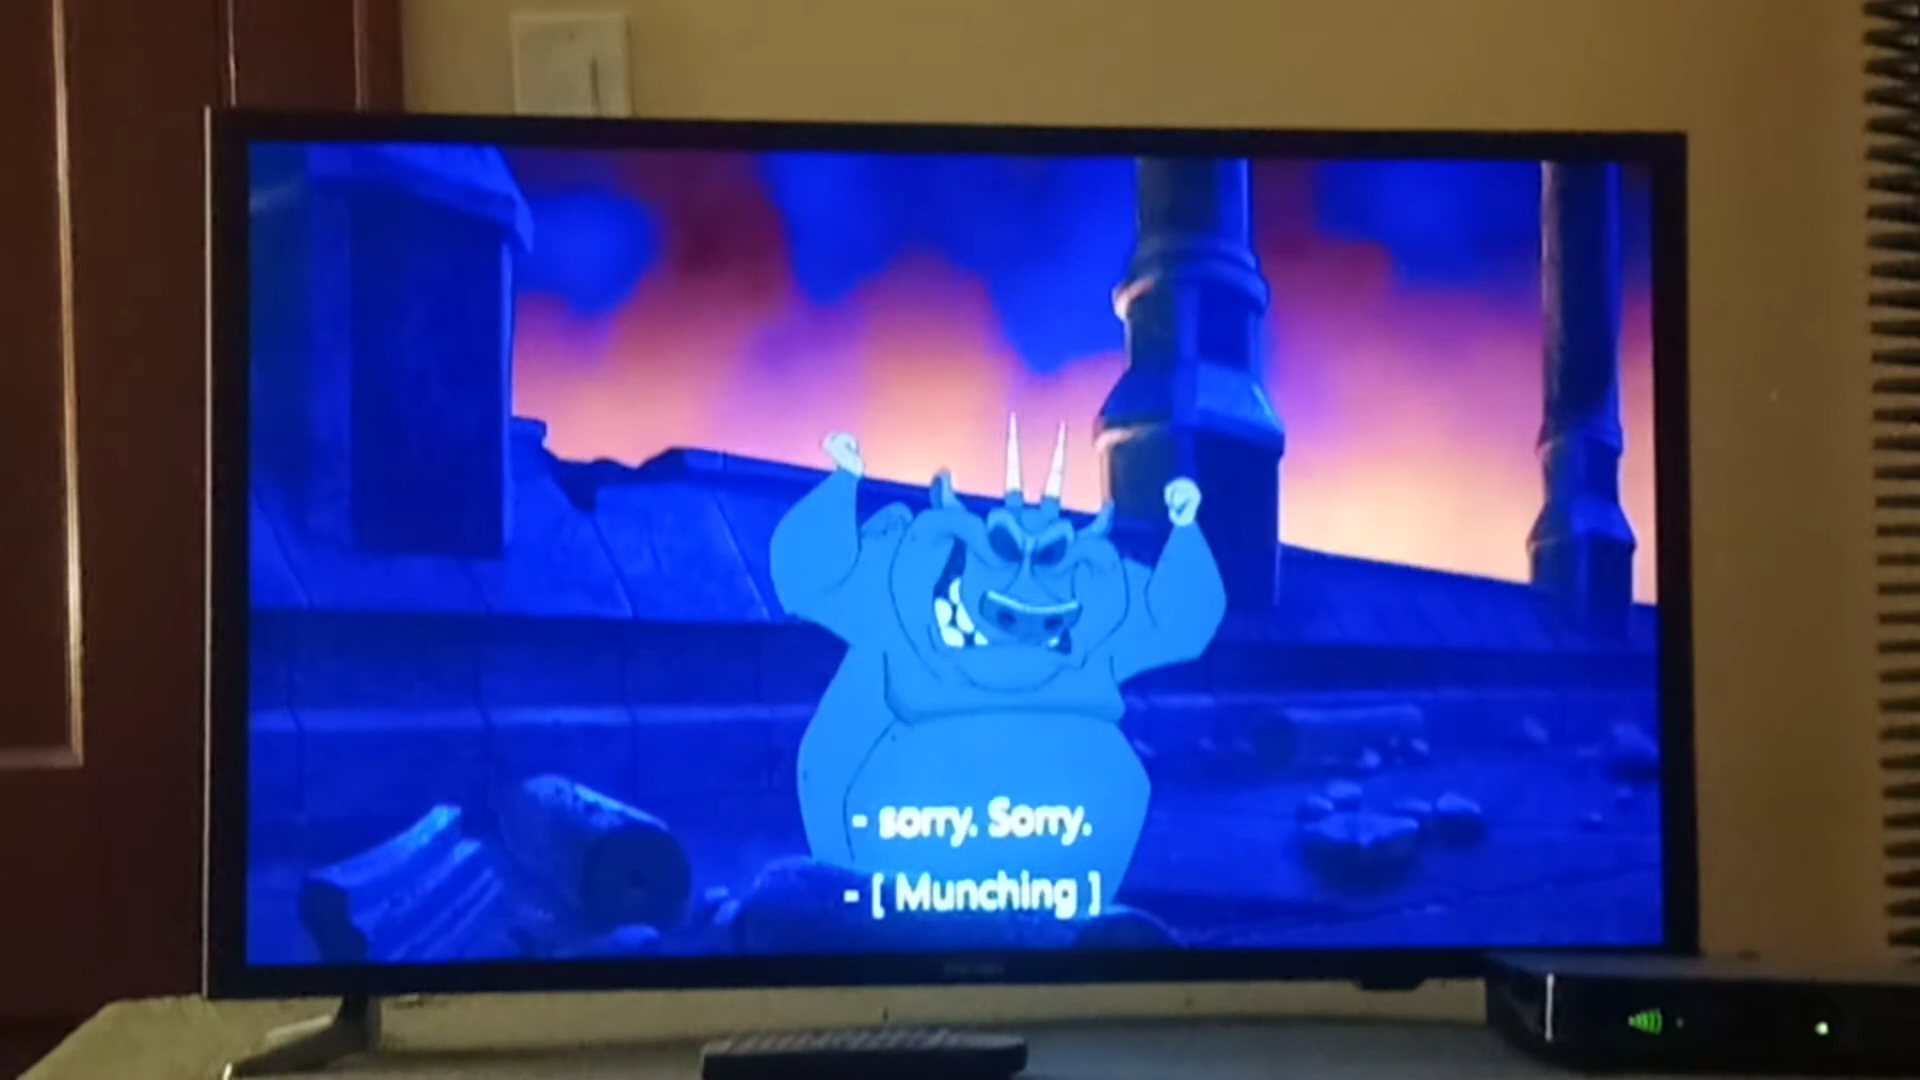 - sorry. Sorry.
- [ Munching ]